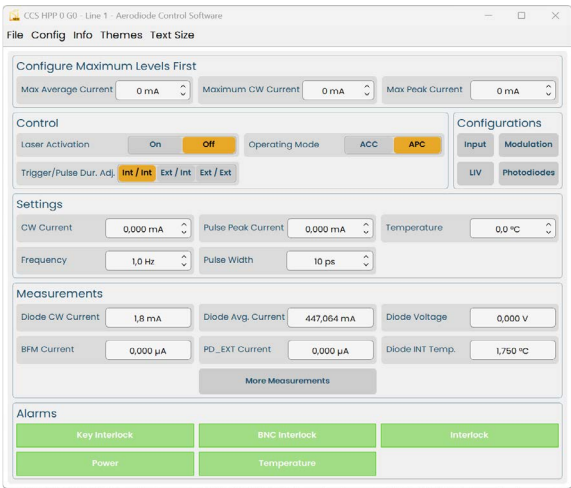 CCS HPP 0 G0 - Line 1 - Aerodiode Control Software
File Config Info Themes Text Size
Configure Maximum Levels First
Max Average Current 0 mA Maximum CW Current 0 mA Max Peak Current 0 mA
Control Configurations
Laser Activation On Off Operating Mode ACC APC Input Modulation
Trigger/Pulse Dur. Adj. Int / Int Ext / Int Ext / Ext LIV Photodiodes
Settings
CW Current 0,000 mA Pulse Peak Current 0,000 mA Temperature 0,0 °C
Frequency 1,0 Hz Pulse Width 10 ps
Measurements
Diode CW Current 1,8 mA Diode Avg. Current 447,064 mA Diode Voltage 0,000 V
BFM Current 0,000 µA PD_EXT Current 0,000 µA Diode INT Temp. 1,750 °C
More Measurements
Alarms
Key Interlock BNC Interlock Interlock
Power Temperature